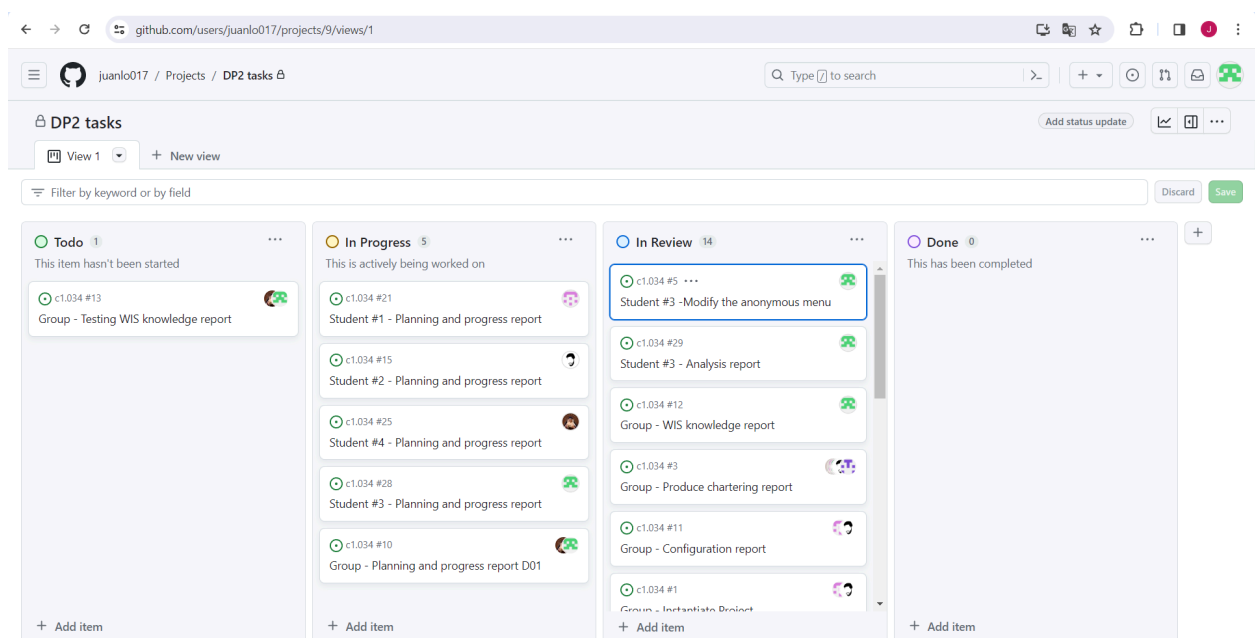 github.com/users/juanlo017/projects/9/views/1
J
juanlo017 / Projects / DP2 tasks
Type / to search
DP2 tasks
Add status update
View 1
New view
Filter by keyword or by field
Discard
Save
Todo 1
This item hasn't been started
c1.034 #13
Group - Testing WIS knowledge report
Add item
In Progress 5
This is actively being worked on
c1.034 #21
Student #1 - Planning and progress report
c1.034 #15
Student #2 - Planning and progress report
c1.034 #25
Student #4 - Planning and progress report
c1.034 #28
Student #3 - Planning and progress report
c1.034 #10
Group - Planning and progress report D01
Add item
In Review 14
c1.034 #5
Student #3 -Modify the anonymous menu
c1.034 #29
Student #3 - Analysis report
c1.034 #12
Group - WIS knowledge report
c1.034 #3
Group - Produce chartering report
c1.034 #11
Group - Configuration report
c1.034 #1
Group - Instantiate Project
Add item
Done 0
This has been completed
Add item